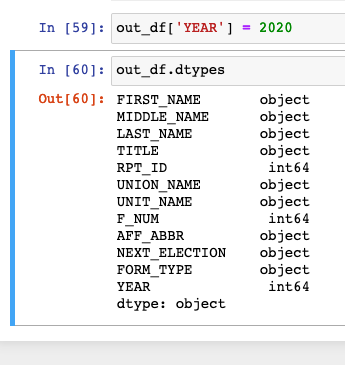 In [59]: out_df['YEAR'] = 2020
In [60]: out_df.dtypes
Out[60]: FIRST_NAME object
MIDDLE_NAME object
LAST_NAME object
TITLE object
RPT_ID int64
UNION_NAME object
UNIT_NAME object
F_NUM int64
AFF_ABBR object
NEXT_ELECTION object
FORM_TYPE object
YEAR int64
dtype: object